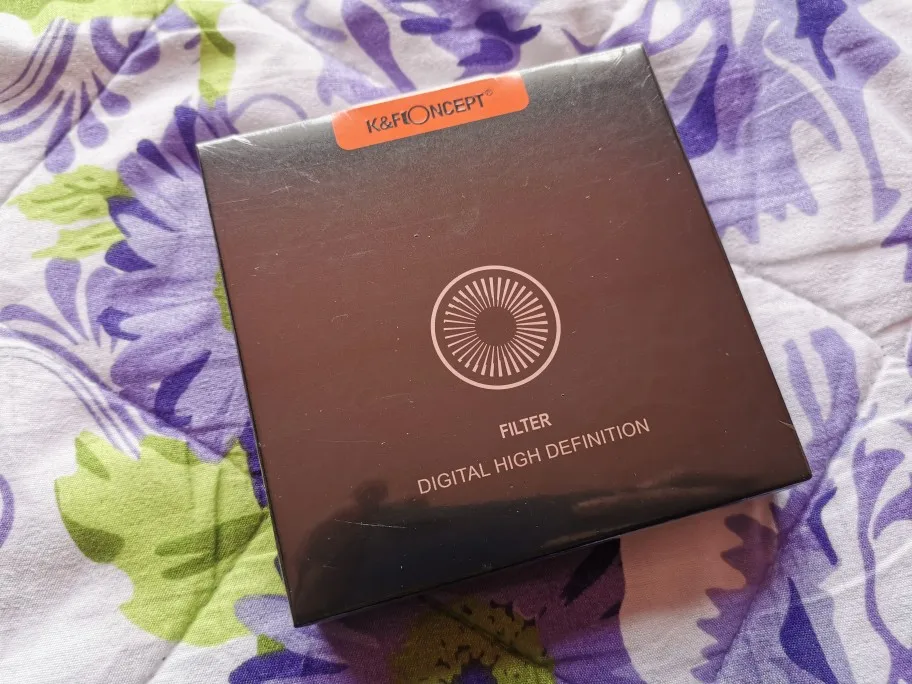 K&F CONCEPT®
FILTER
DIGITAL HIGH DEFINITION